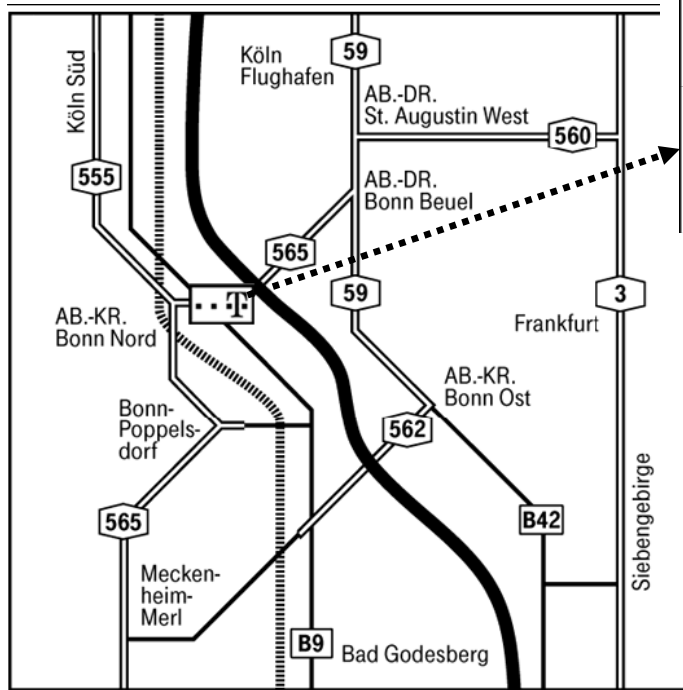 Köln Süd
Köln
Flughafen
59
AB.-DR.
St. Augustin West
560
555
AB.-DR.
Bonn Beuel
565
59
3
T
AB.-KR.
Bonn Nord
Frankfurt
AB.-KR.
Bonn Ost
Bonn-
Poppels-
dorf
562
565
B42
Siebengebirge
Mecken-
heim-
Merl
B9
Bad Godesberg